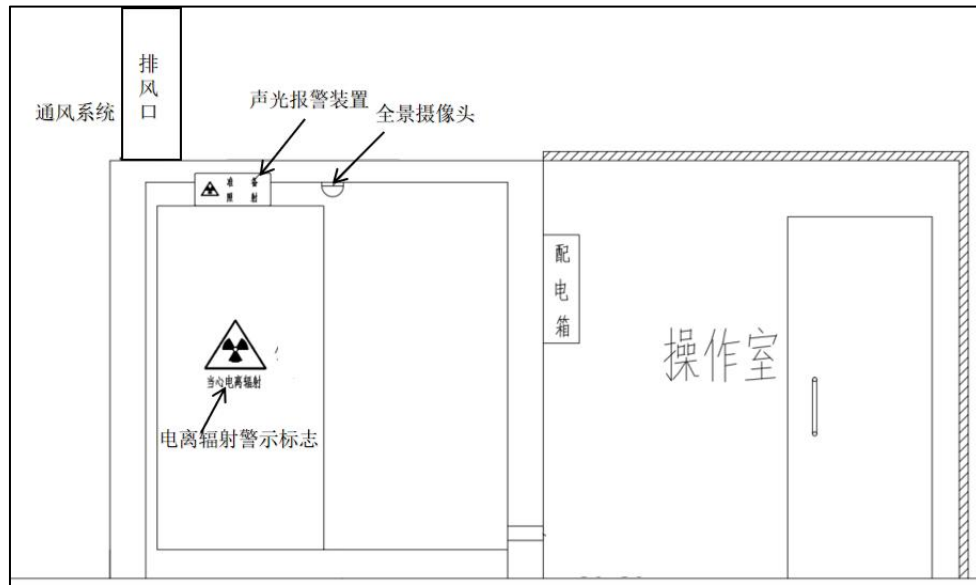 排风口
通风系统
声光报警装置
全景摄像头
准备
照射
配电箱
操作室
当心电离辐射
电离辐射警示标志